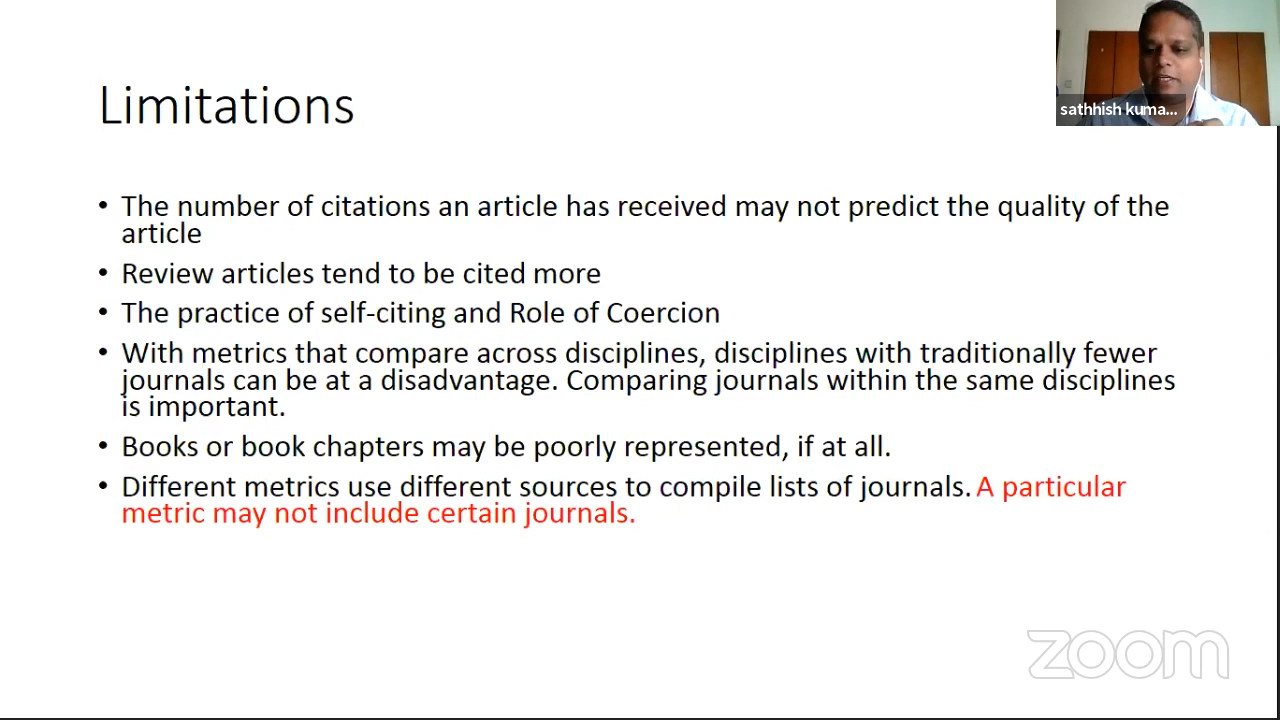 sathhish kuma...
Limitations
• The number of citations an article has received may not predict the quality of the
article
• Review articles tend to be cited more
• The practice of self-citing and Role of Coercion
• With metrics that compare across disciplines, disciplines with traditionally fewer
journals can be at a disadvantage. Comparing journals within the same disciplines
is important.
• Books or book chapters may be poorly represented, if at all.
• Different metrics use different sources to compile lists of journals. A particular
metric may not include certain journals.
zoom